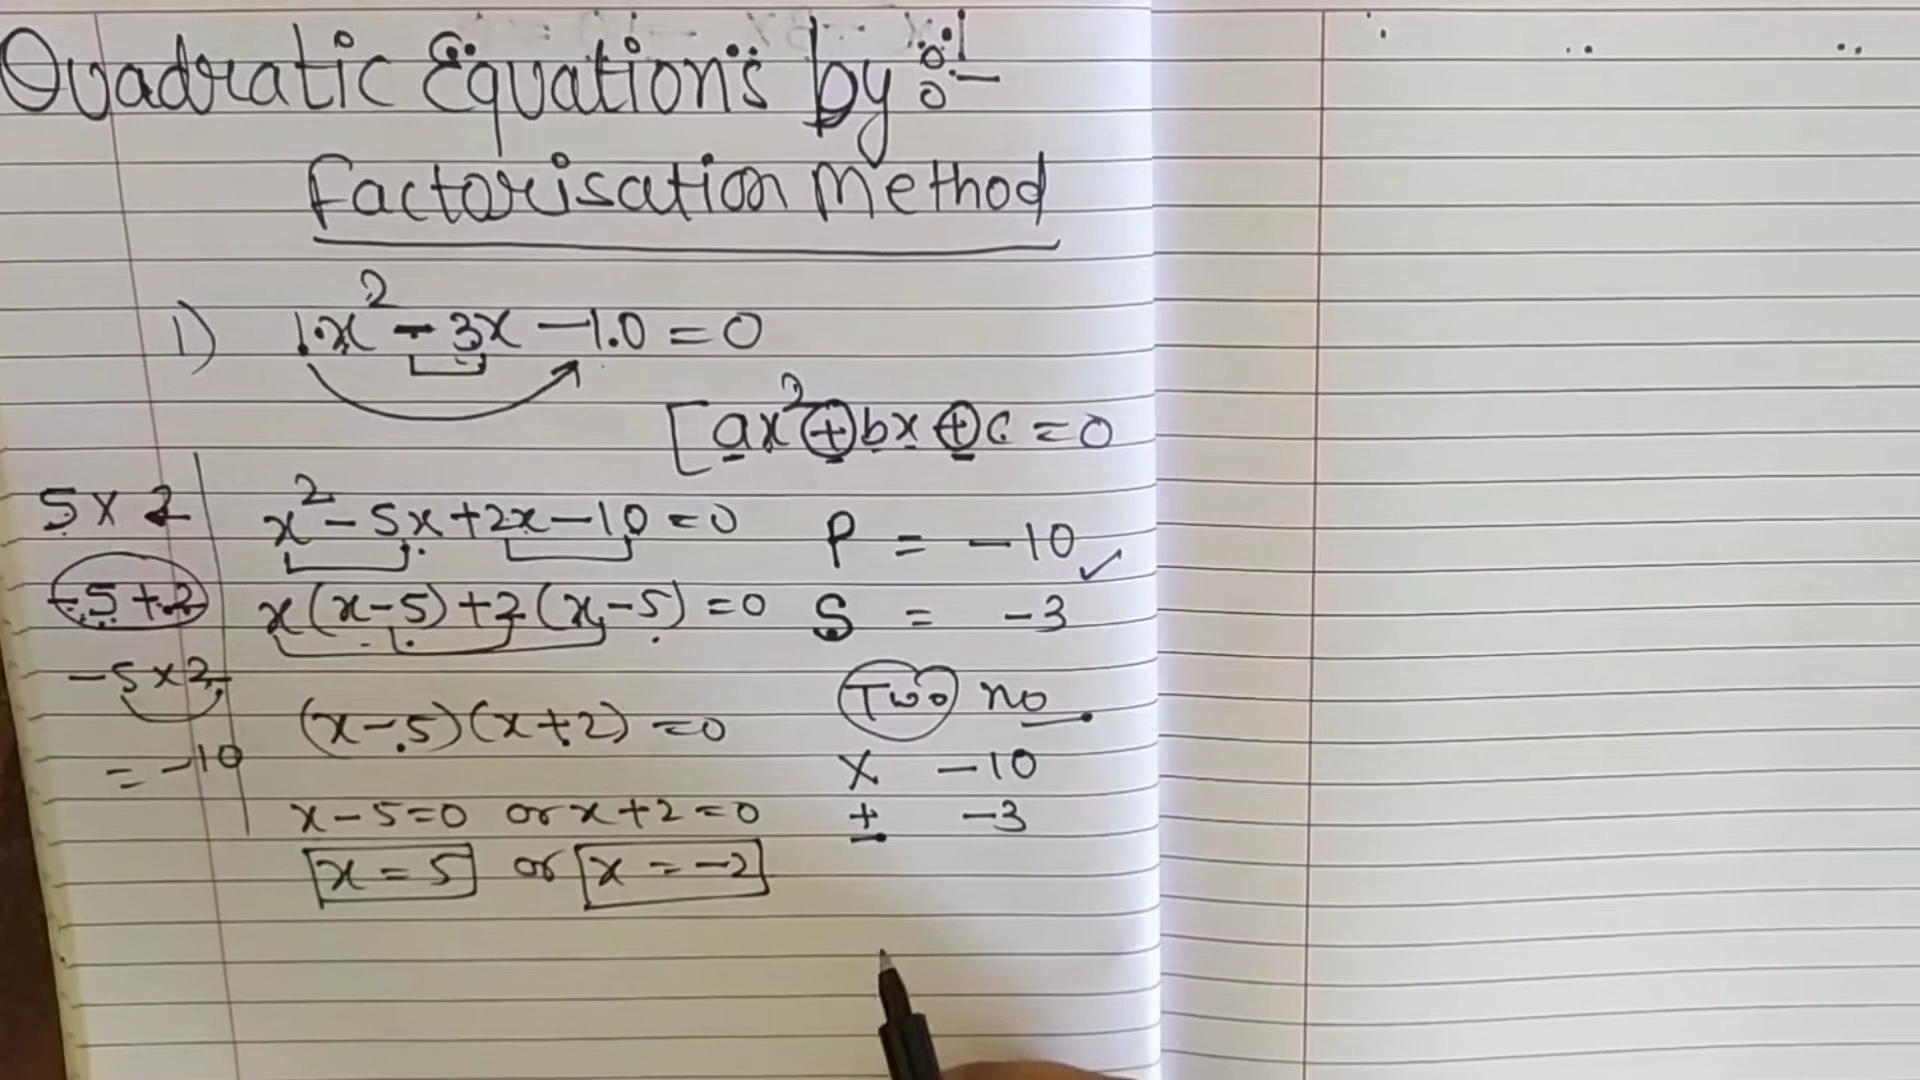 Quadratic Equations by :-
Factorisation Method
1) 1.x² - 3x - 1.0 = 0
[ax² + bx + c = 0
5 x 2
x² - 5x + 2x - 10 = 0
P = -10 ✓
-5 + 2
x(x-5) + 2(x-5) = 0
S = -3
-5 x 2
= -10
(x-5)(x+2) = 0
Two no
x -10
x - 5 = 0 or x + 2 = 0
+ -3
x = 5 or x = -2